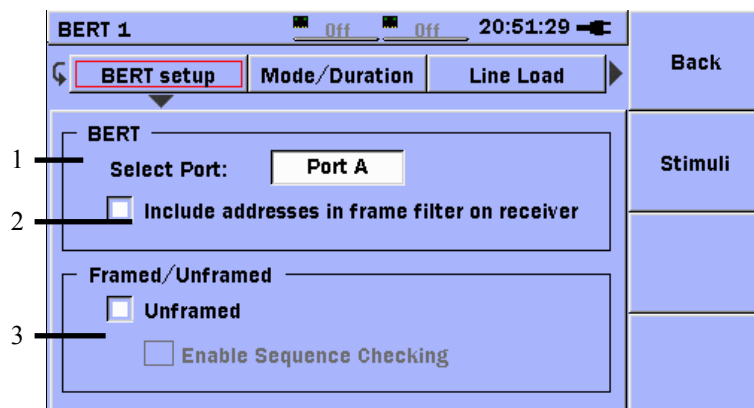 BERT 1 Off Off 20:51:29
BERT setup Mode/Duration Line Load
Back
Stimuli
BERT
1
Select Port: Port A
2
Include addresses in frame filter on receiver
Framed/Unframed
Unframed
3
Enable Sequence Checking